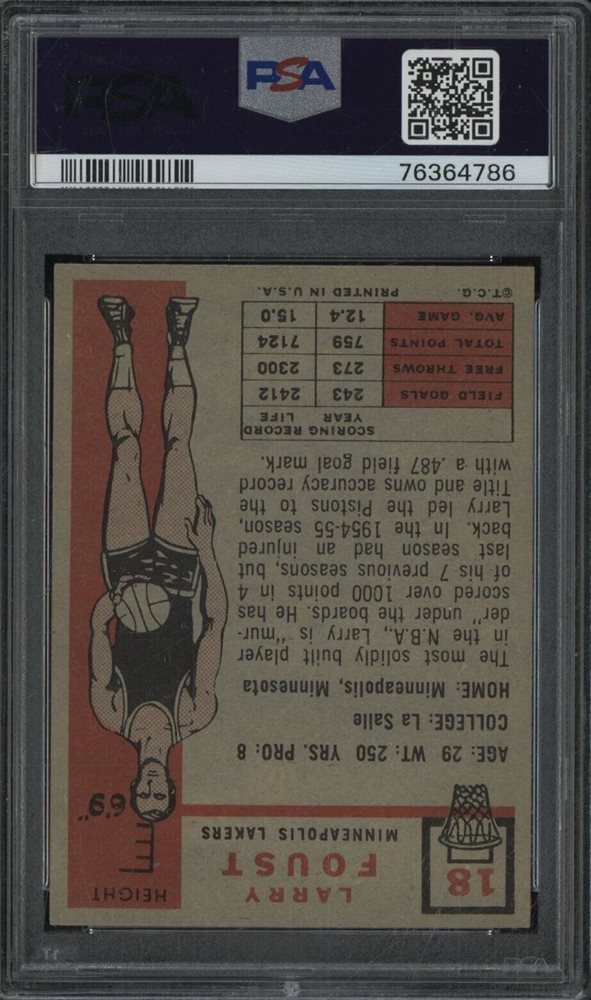 PSA
PSA
76364786
18
LARRY
FOUST
MINNEAPOLIS LAKERS
HEIGHT
6'9"
AGE: 29 WT: 250 YRS. PRO: 8
COLLEGE: La Salle
HOME: Minneapolis, Minnesota
The most solidly built player
in the N.B.A., Larry is "mur-
der" under the boards. He has
scored over 1000 points in 4
of his 7 previous seasons, but
last season had an injured
back. In the 1954-55 season,
Larry led the Pistons to the
Title and owns accuracy record
with a .487 field goal mark.
SCORING RECORD
YEAR LIFE
FIELD GOALS 243 2412
FREE THROWS 273 2300
TOTAL POINTS 759 7124
AVG. GAME 12.4 15.0
©T.C.G. PRINTED IN U.S.A.
PSA